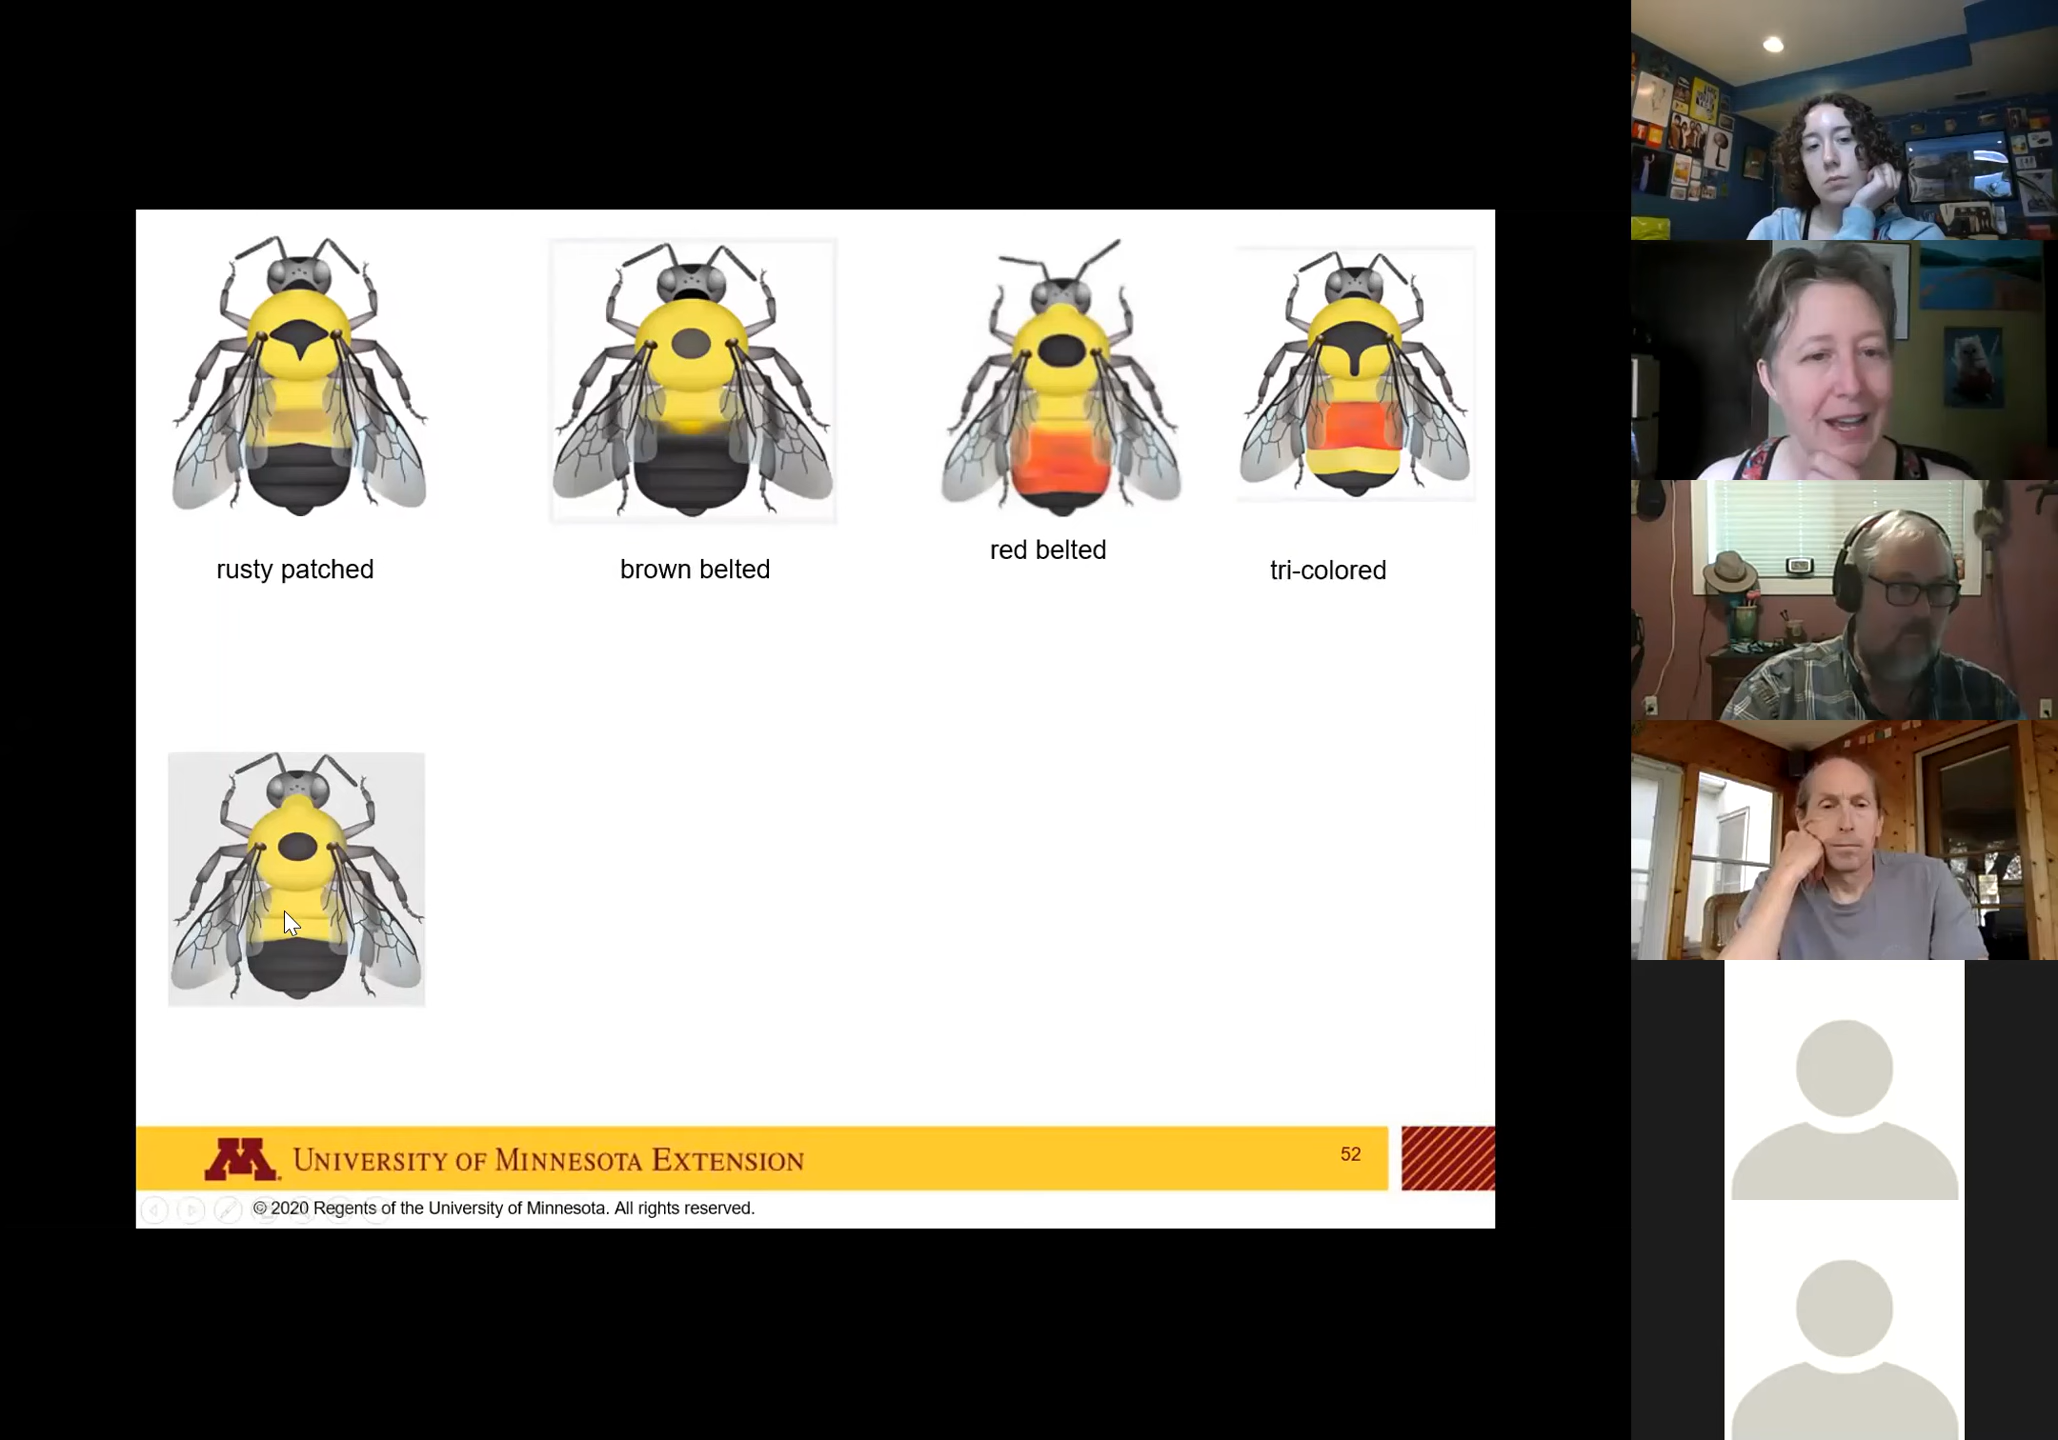 rusty patched
brown belted
red belted
tri-colored
UNIVERSITY OF MINNESOTA EXTENSION
52
© 2020 Regents of the University of Minnesota. All rights reserved.